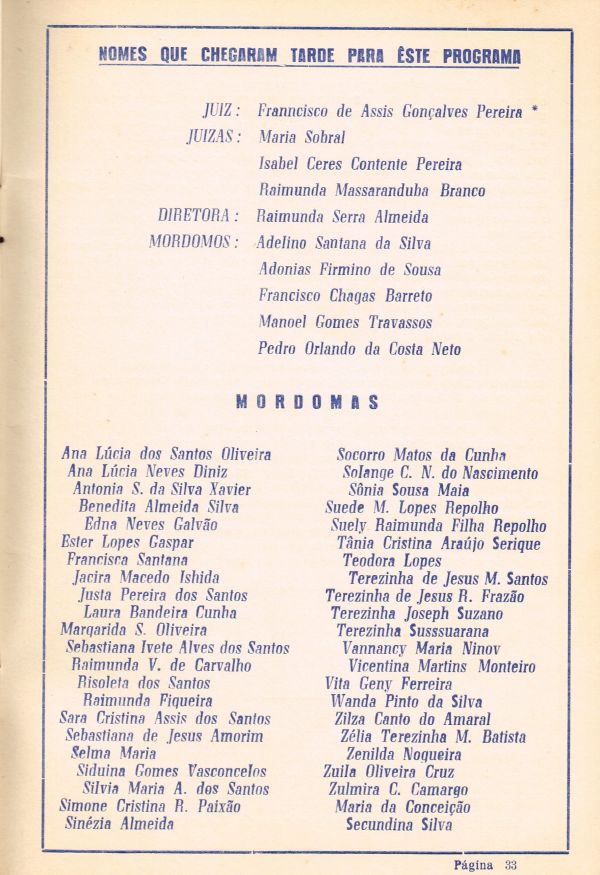 NOMES QUE CHEGARAM TARDE PARA ÊSTE PROGRAMA
JUIZ : Franncisco de Assis Gonçalves Pereira *
JUIZAS : Maria Sobral
Isabel Ceres Contente Pereira
Raimunda Massaranduba Branco
DIRETORA : Raimunda Serra Almeida
MORDOMOS : Adelino Santana da Silva
Adonias Firmino de Sousa
Francisco Chagas Barreto
Manoel Gomes Travassos
Pedro Orlando da Costa Neto
MORDOMAS
Ana Lúcia dos Santos Oliveira
Ana Lúcia Neves Diniz
Antonia S. da Silva Xavier
Benedita Almeida Silva
Edna Neves Galvão
Ester Lopes Gaspar
Francisca Santana
Jacira Macedo Ishida
Justa Pereira dos Santos
Laura Bandeira Cunha
Margarida S. Oliveira
Sebastiana Ivete Alves dos Santos
Raimunda V. de Carvalho
Risoleta dos Santos
Raimunda Figueira
Sara Cristina Assis dos Santos
Sebastiana de Jesus Amorim
Selma Maria
Siduina Gomes Vasconcelos
Silvia Maria A. dos Santos
Simone Cristina R. Paixão
Sinézia Almeida
Socorro Matos da Cunha
Solange C. N. do Nascimento
Sônia Sousa Maia
Suede M. Lopes Repolho
Suely Raimunda Filha Repolho
Tânia Cristina Araújo Serique
Teodora Lopes
Terezinha de Jesus M. Santos
Terezinha de Jesus R. Frazão
Terezinha Joseph Suzano
Terezinha Susssuarana
Vannancy Maria Ninov
Vicentina Martins Monteiro
Vita Geny Ferreira
Wanda Pinto da Silva
Zilza Canto do Amaral
Zélia Terezinha M. Batista
Zenilda Nogueira
Zuila Oliveira Cruz
Zulmira C. Camargo
Maria da Conceição
Secundina Silva
Página 33